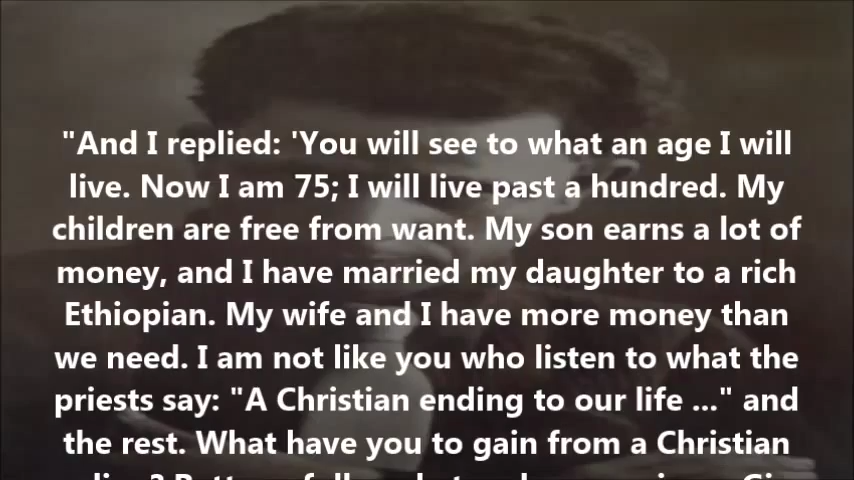 "And I replied: 'You will see to what an age I will
live. Now I am 75; I will live past a hundred. My
children are free from want. My son earns a lot of
money, and I have married my daughter to a rich
Ethiopian. My wife and I have more money than
we need. I am not like you who listen to what the
priests say: "A Christian ending to our life ..." and
the rest. What have you to gain from a Christian